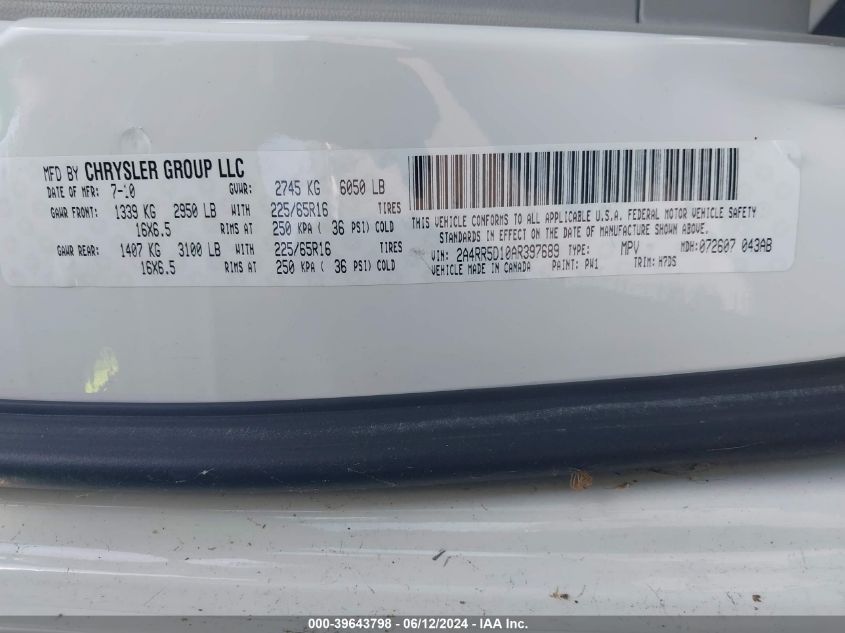 MFD BY CHRYSLER GROUP LLC
DATE OF MFR: 7-10 GVWR: 2745 KG 6050 LB
GAWR FRONT: 1339 KG 2950 LB WITH 225/65R16 TIRES
16X6.5 RIMS AT 250 KPA ( 36 PSI) COLD
GAWR REAR: 1407 KG 3100 LB WITH 225/65R16 TIRES
16X6.5 RIMS AT 250 KPA ( 36 PSI) COLD
THIS VEHICLE CONFORMS TO ALL APPLICABLE U.S.A. FEDERAL MOTOR VEHICLE SAFETY
STANDARDS IN EFFECT ON THE DATE OF MANUFACTURE SHOWN ABOVE.
VIN: 2A4RR5D10AR397689 TYPE: MPV MDH:072607 043AB
VEHICLE MADE IN CANADA PAINT: PW1 TRIM: H7DS
000-39643798 - 06/12/2024 - IAAI.com